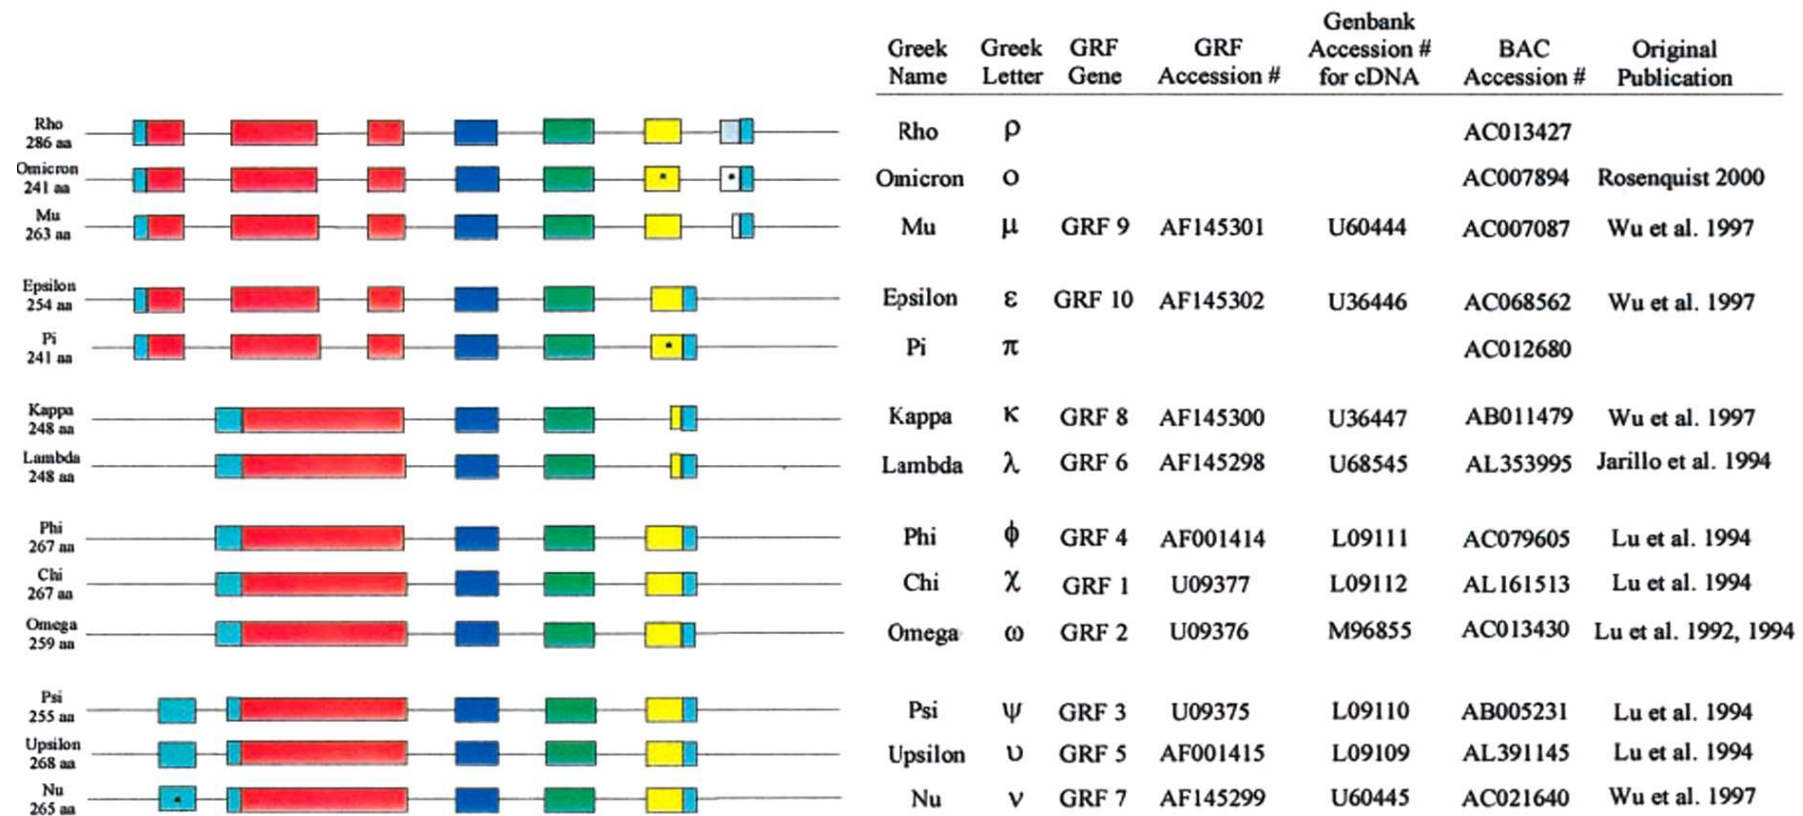 Genbank
Greek Greek GRF GRF Accession # BAC Original
Name Letter Gene Accession # for cDNA Accession # Publication
Rho
286 aa
Rho ρ AC013427
Omicron
241 aa
*
*
Omicron ο AC007894 Rosenquist 2000
Mu
263 aa
Mu μ GRF 9 AF145301 U60444 AC007087 Wu et al. 1997
Epsilon
254 aa
Epsilon ε GRF 10 AF145302 U36446 AC068562 Wu et al. 1997
Pi
241 aa
*
Pi π AC012680
Kappa
248 aa
Kappa κ GRF 8 AF145300 U36447 AB011479 Wu et al. 1997
Lambda
248 aa
Lambda λ GRF 6 AF145298 U68545 AL353995 Jarillo et al. 1994
Phi
267 aa
Phi ϕ GRF 4 AF001414 L09111 AC079605 Lu et al. 1994
Chi
267 aa
Chi χ GRF 1 U09377 L09112 AL161513 Lu et al. 1994
Omega
259 aa
Omega ω GRF 2 U09376 M96855 AC013430 Lu et al. 1992, 1994
Psi
255 aa
Psi ψ GRF 3 U09375 L09110 AB005231 Lu et al. 1994
Upsilon
268 aa
Upsilon υ GRF 5 AF001415 L09109 AL391145 Lu et al. 1994
Nu
265 aa
*
Nu ν GRF 7 AF145299 U60445 AC021640 Wu et al. 1997